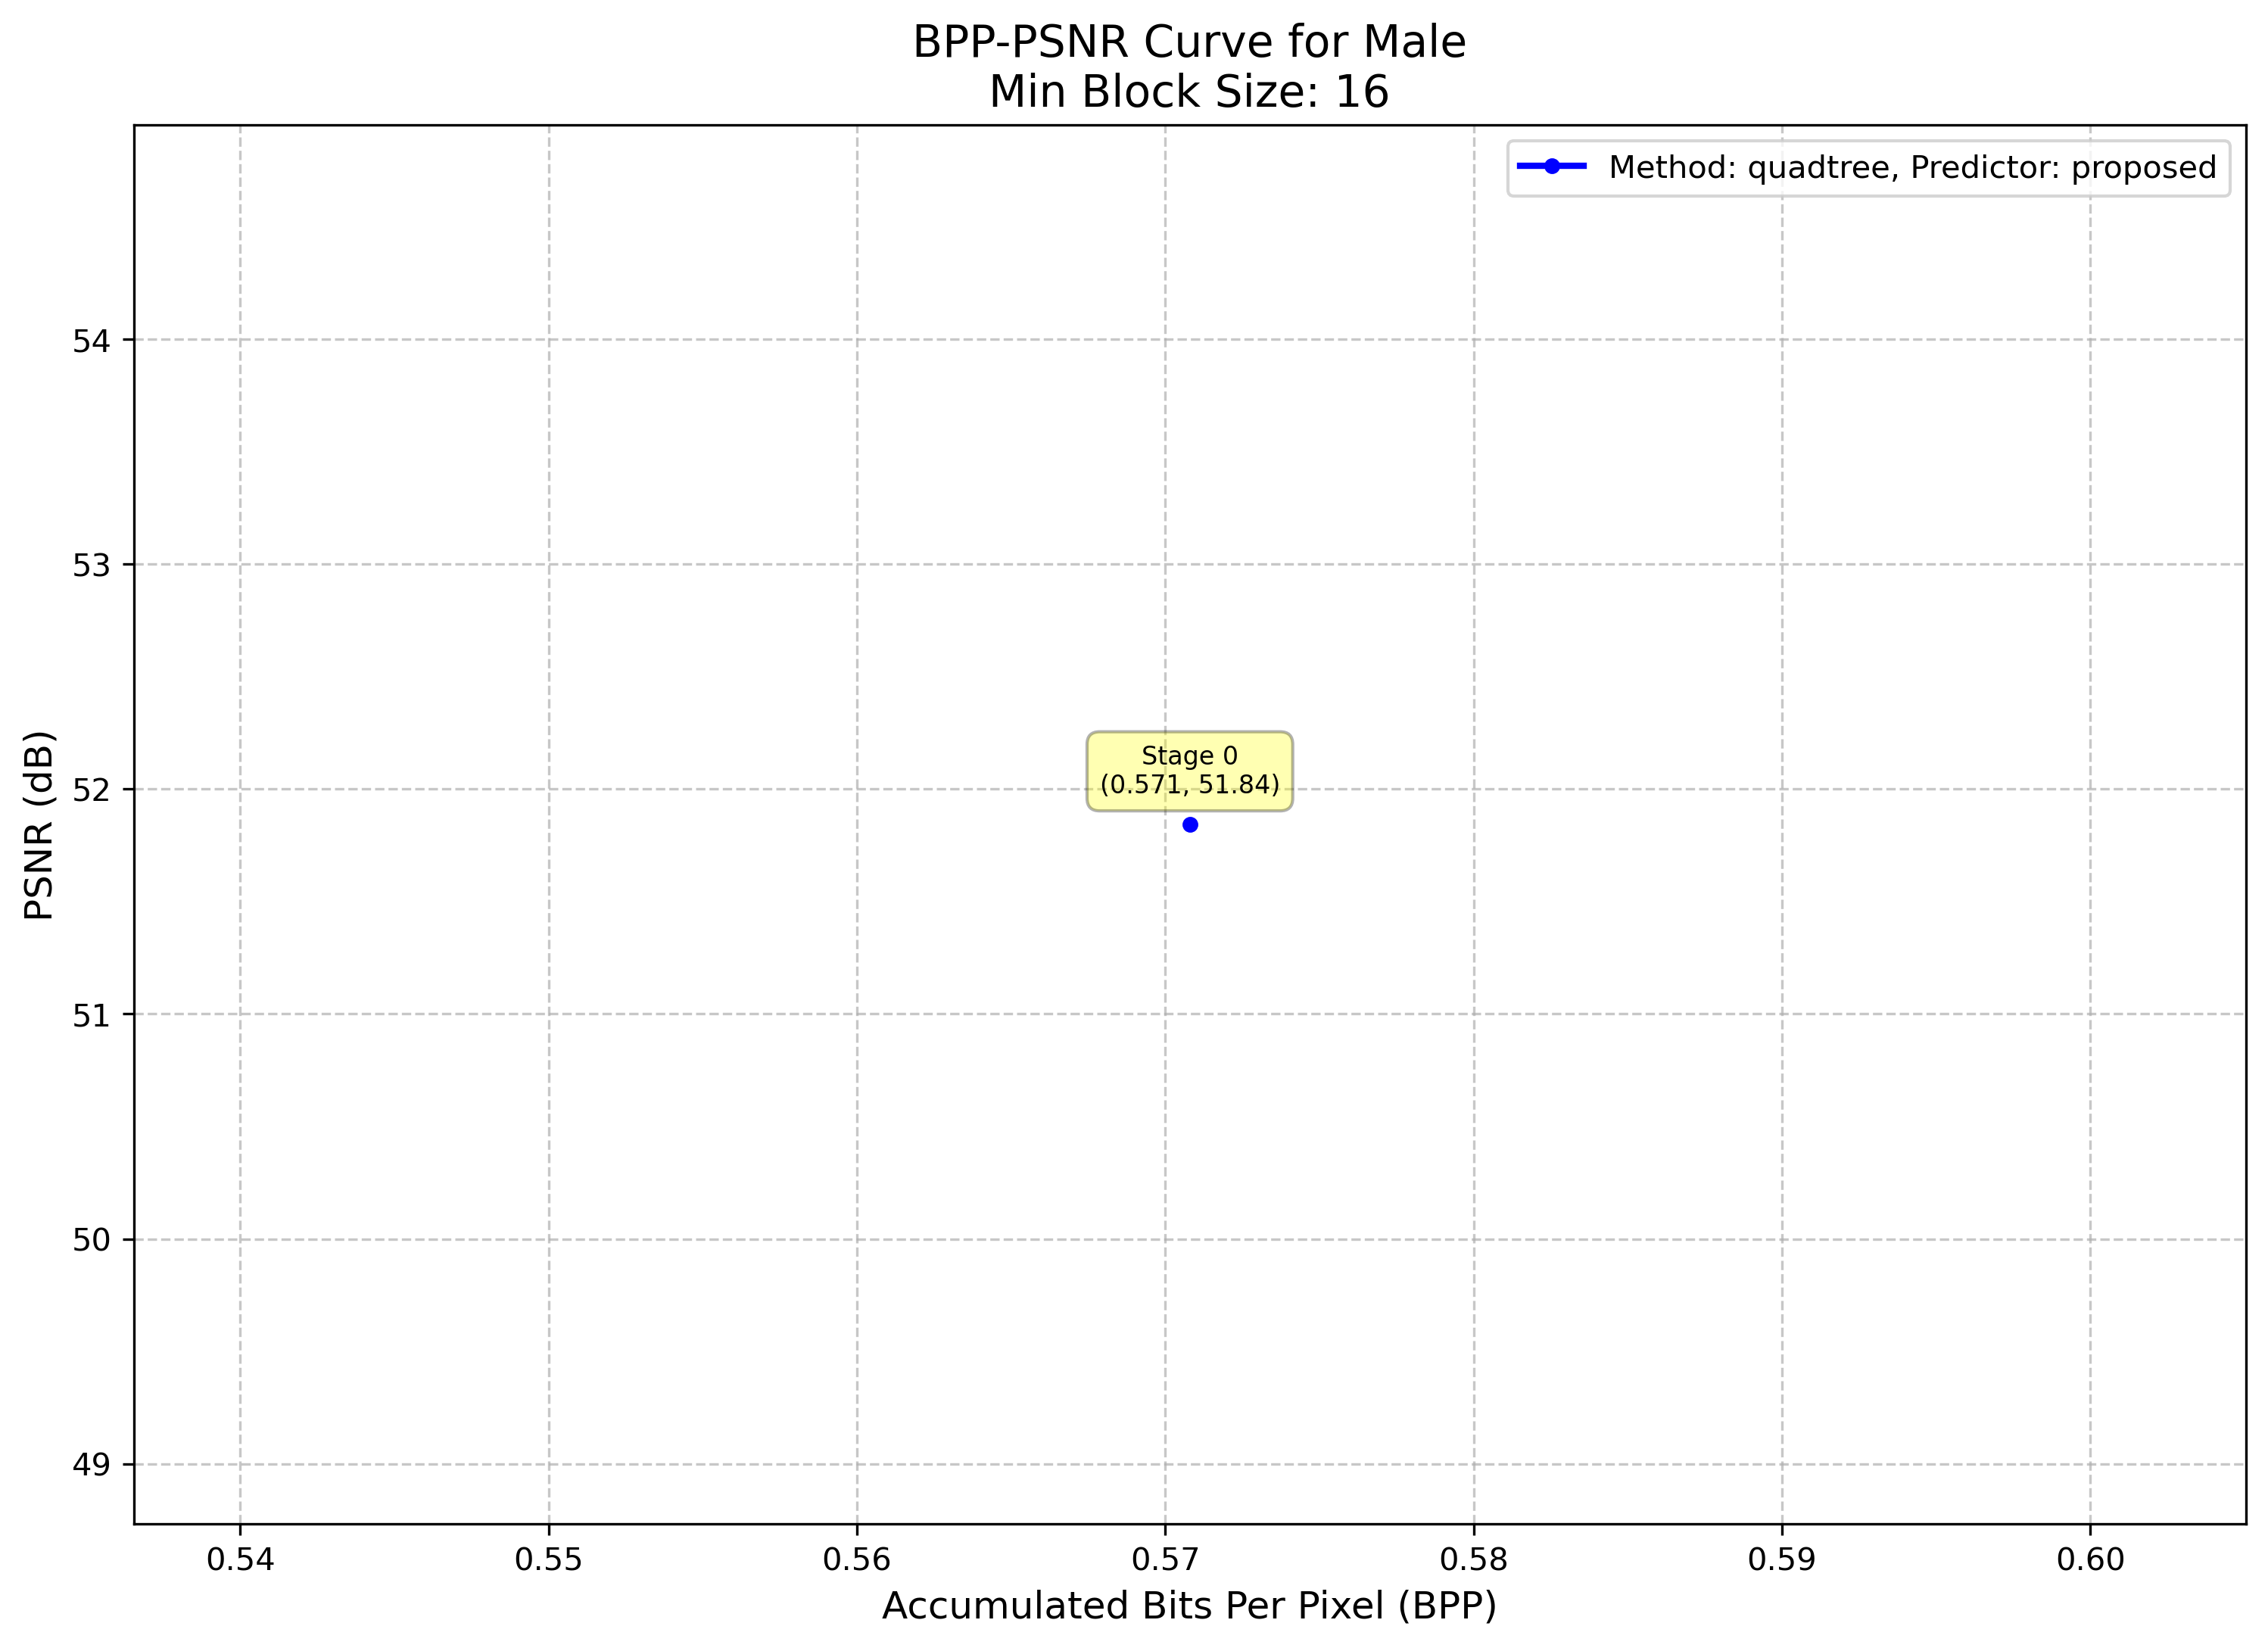 BPP-PSNR Curve for Male
Min Block Size: 16
Method: quadtree, Predictor: proposed
54
53
52
51
50
49
PSNR (dB)
Stage 0
(0.571, 51.84)
0.54
0.55
0.56
0.57
0.58
0.59
0.60
Accumulated Bits Per Pixel (BPP)